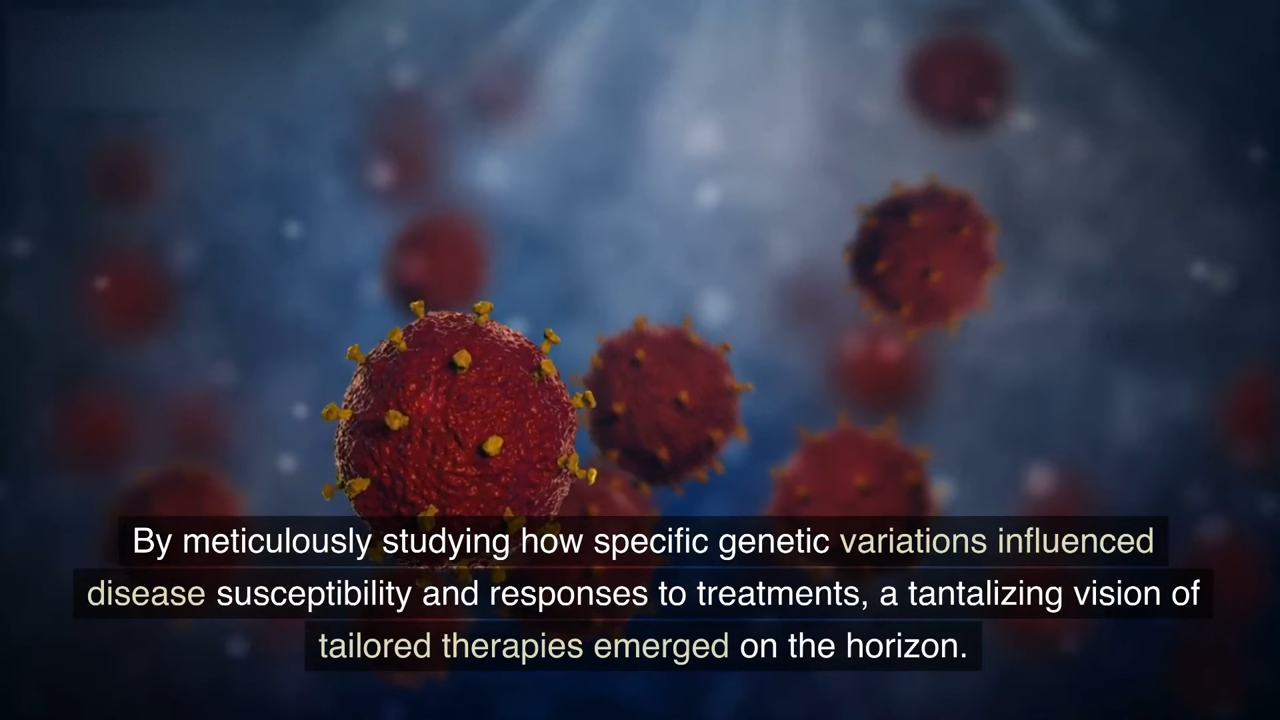 By meticulously studying how specific genetic variations influenced
disease susceptibility and responses to treatments, a tantalizing vision of
tailored therapies emerged on the horizon.